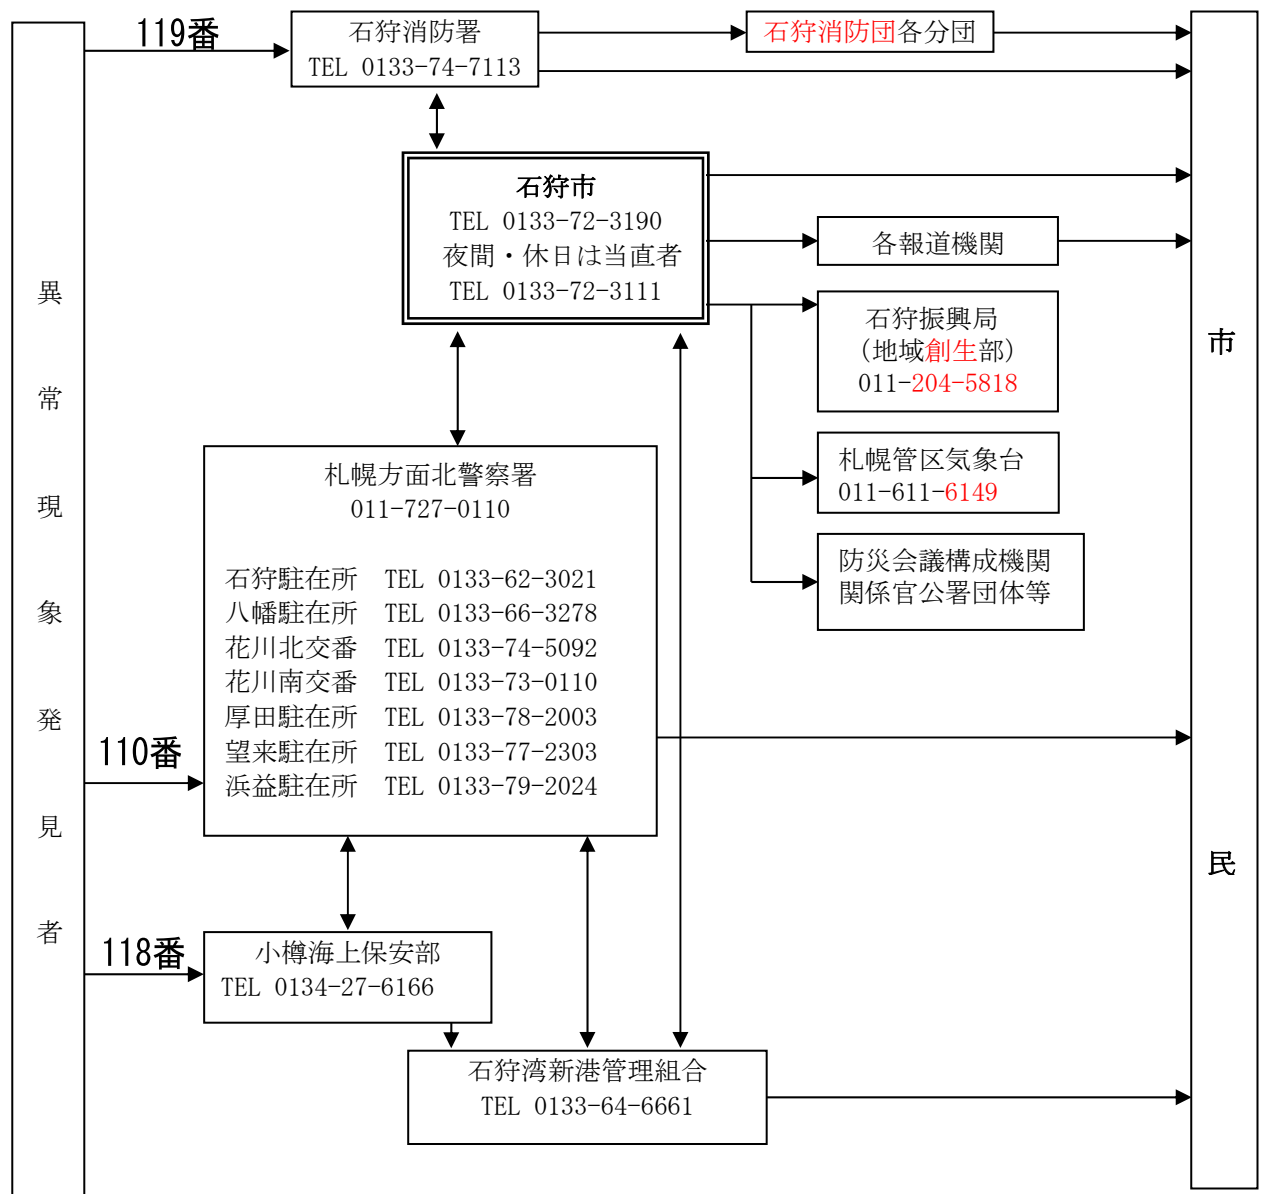 119番
石狩消防署
TEL 0133-74-7113
石狩消防団各分団
石狩市
TEL 0133-72-3190
夜間・休日は当直者
TEL 0133-72-3111
各報道機関
石狩振興局
（地域創生部）
011-204-5818
札幌管区気象台
011-611-6149
防災会議構成機関
関係官公署団体等
異常現象発見者
110番
札幌方面北警察署
011-727-0110
石狩駐在所　TEL 0133-62-3021
八幡駐在所　TEL 0133-66-3278
花川北交番　TEL 0133-74-5092
花川南交番　TEL 0133-73-0110
厚田駐在所　TEL 0133-78-2003
望来駐在所　TEL 0133-77-2303
浜益駐在所　TEL 0133-79-2024
118番
小樽海上保安部
TEL 0134-27-6166
石狩湾新港管理組合
TEL 0133-64-6661
市民